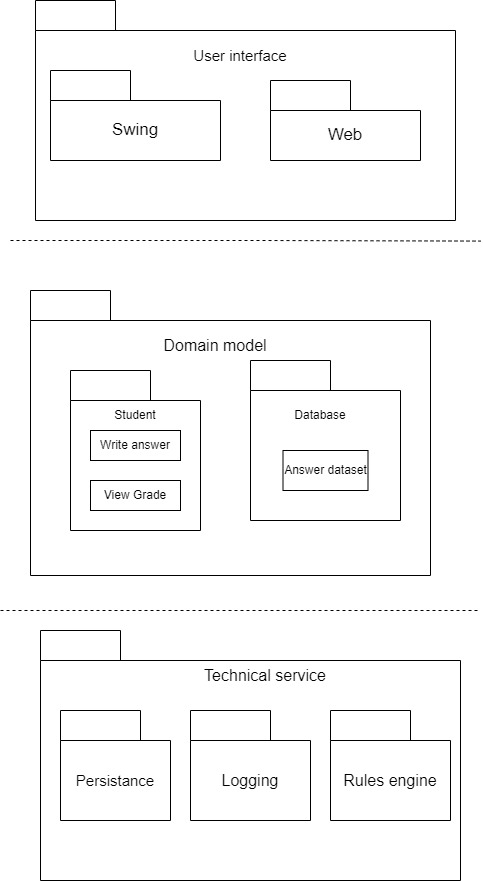 User interface
Swing
Web
Domain model
Student
Database
Write answer
Answer dataset
View Grade
Technical service
Persistance
Logging
Rules engine